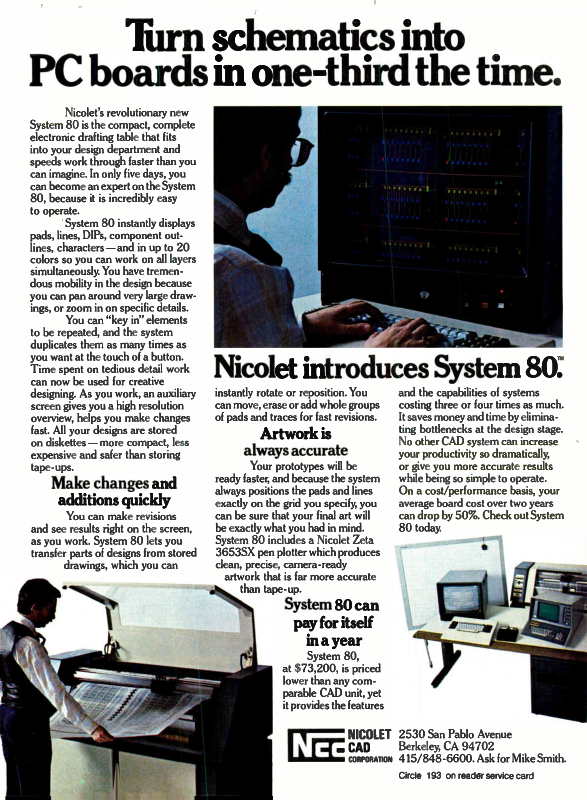 Turn schematics into
PC boards in one-third the time.
Nicolet's revolutionary new
System 80 is the compact, complete
electronic drafting table that fits
into your design department and
speeds work through faster than you
can imagine. In only five days, you
can become an expert on the System
80, because it is incredibly easy
to operate.
System 80 instantly displays
pads, lines, DIPs, component out-
lines, characters—and in up to 20
colors so you can work on all layers
simultaneously. You have tremen-
dous mobility in the design because
you can pan around very large draw-
ings, or zoom in on specific details.
You can "key in" elements
to be repeated, and the system
duplicates them as many times as
you want at the touch of a button.
Time spent on tedious detail work
can now be used for creative
designing. As you work, an auxiliary
screen gives you a high resolution
overview, helps you make changes
fast. All your designs are stored
on diskettes—more compact, less
expensive and safer than storing
tape-ups.
Make changes and
additions quickly
You can make revisions
and see results right on the screen,
as you work. System 80 lets you
transfer parts of designs from stored
drawings, which you can
Nicolet introduces System 80.™
instantly rotate or reposition. You
can move, erase or add whole groups
of pads and traces for fast revisions.
Artwork is
always accurate
Your prototypes will be
ready faster, and because the system
always positions the pads and lines
exactly on the grid you specify, you
can be sure that your final art will
be exactly what you had in mind.
System 80 includes a Nicolet Zeta
3653SX pen plotter which produces
clean, precise, camera-ready
artwork that is far more accurate
than tape-up.
System 80 can
pay for itself
in a year
System 80,
at $73,200, is priced
lower than any com-
parable CAD unit, yet
it provides the features
and the capabilities of systems
costing three or four times as much.
It saves money and time by elimina-
ting bottlenecks at the design stage.
No other CAD system can increase
your productivity so dramatically,
or give you more accurate results
while being so simple to operate.
On a cost/performance basis, your
average board cost over two years
can drop by 50%. Check out System
80 today.
NCC NICOLET
CAD
CORPORATION
2530 San Pablo Avenue
Berkeley, CA 94702
415/848-6600. Ask for Mike Smith.
Circle 193 on reader service card